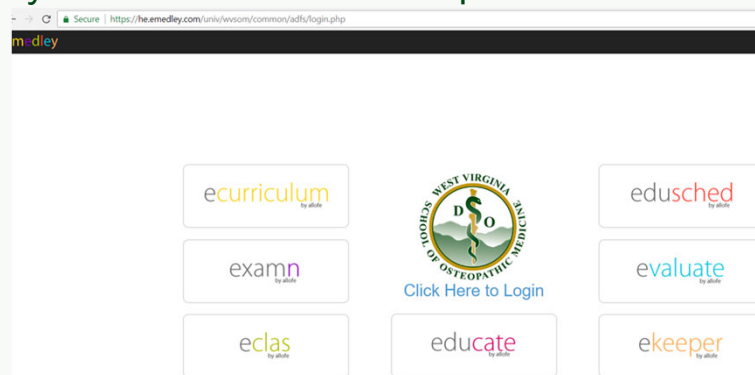 Secure | https://he.emedley.com/univ/wvsom/common/adfs/login.php
medley
ecurriculum
by allofe
WEST VIRGINIA
SCHOOL OF OSTEOPATHIC MEDICINE
D O
Click Here to Login
edusched
by allofe
examn
by allofe
evaluate
by allofe
eclas
by allofe
educate
by allofe
ekeeper
by allofe